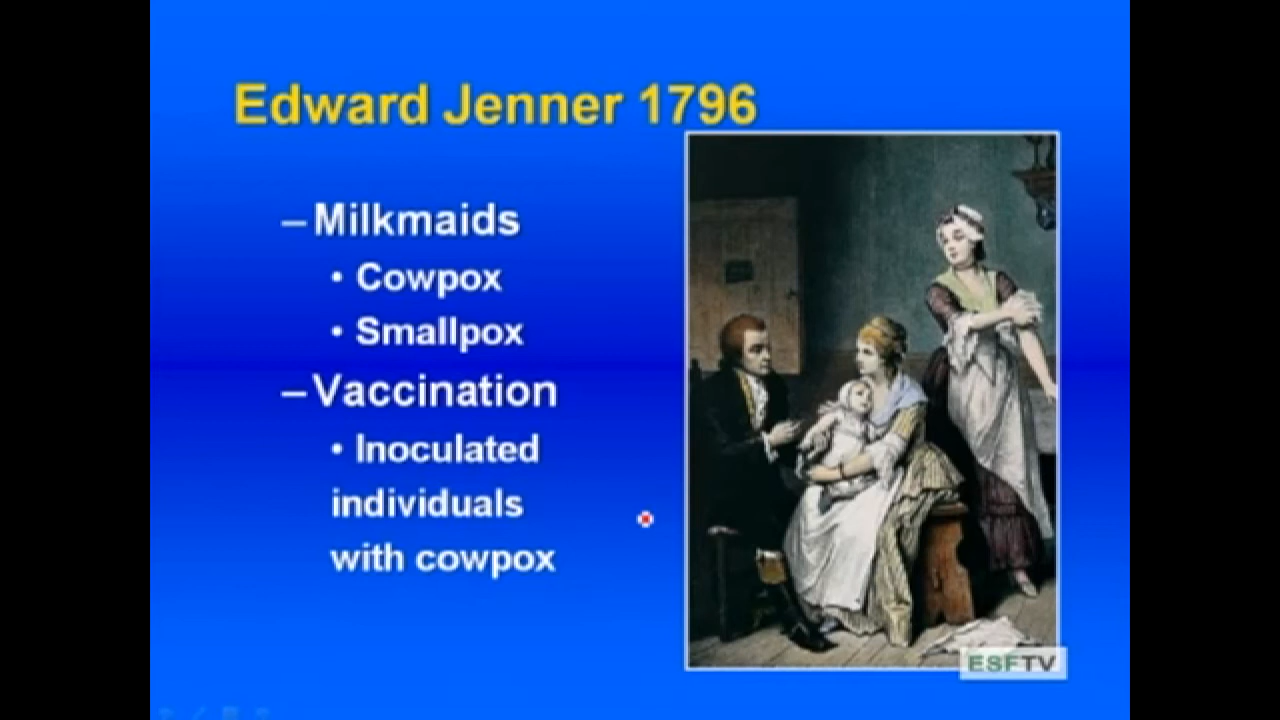 Edward Jenner 1796
– Milkmaids
• Cowpox
• Smallpox
– Vaccination
• Inoculated
individuals
with cowpox
ESFTV